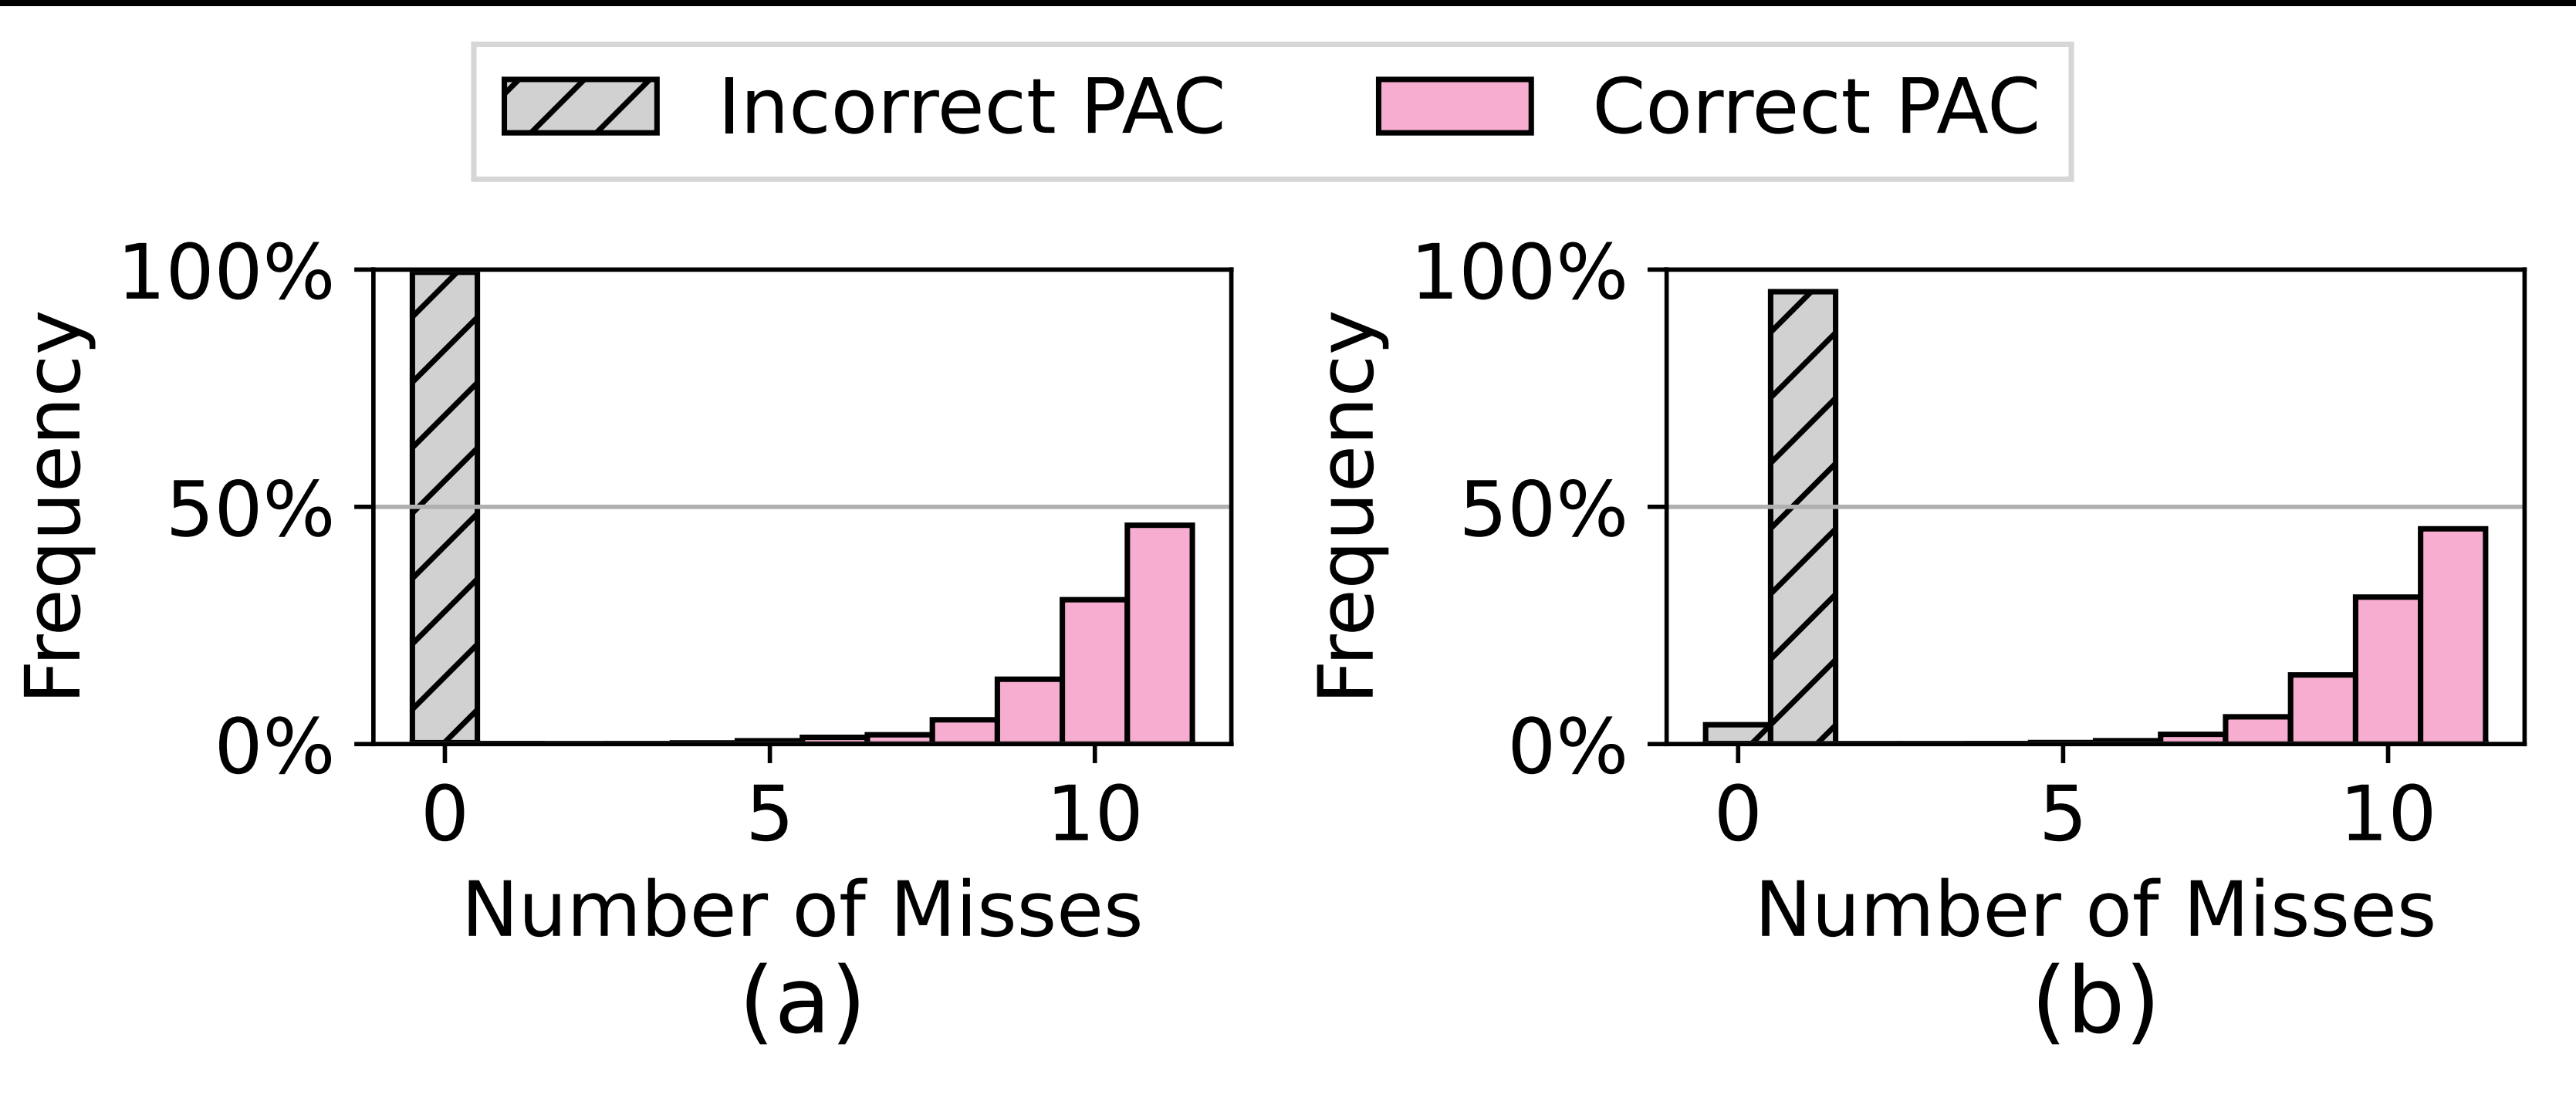 Incorrect PAC
Correct PAC
Frequency
100%
50%
0%
0
5
10
Number of Misses
(a)
Frequency
100%
50%
0%
0
5
10
Number of Misses
(b)